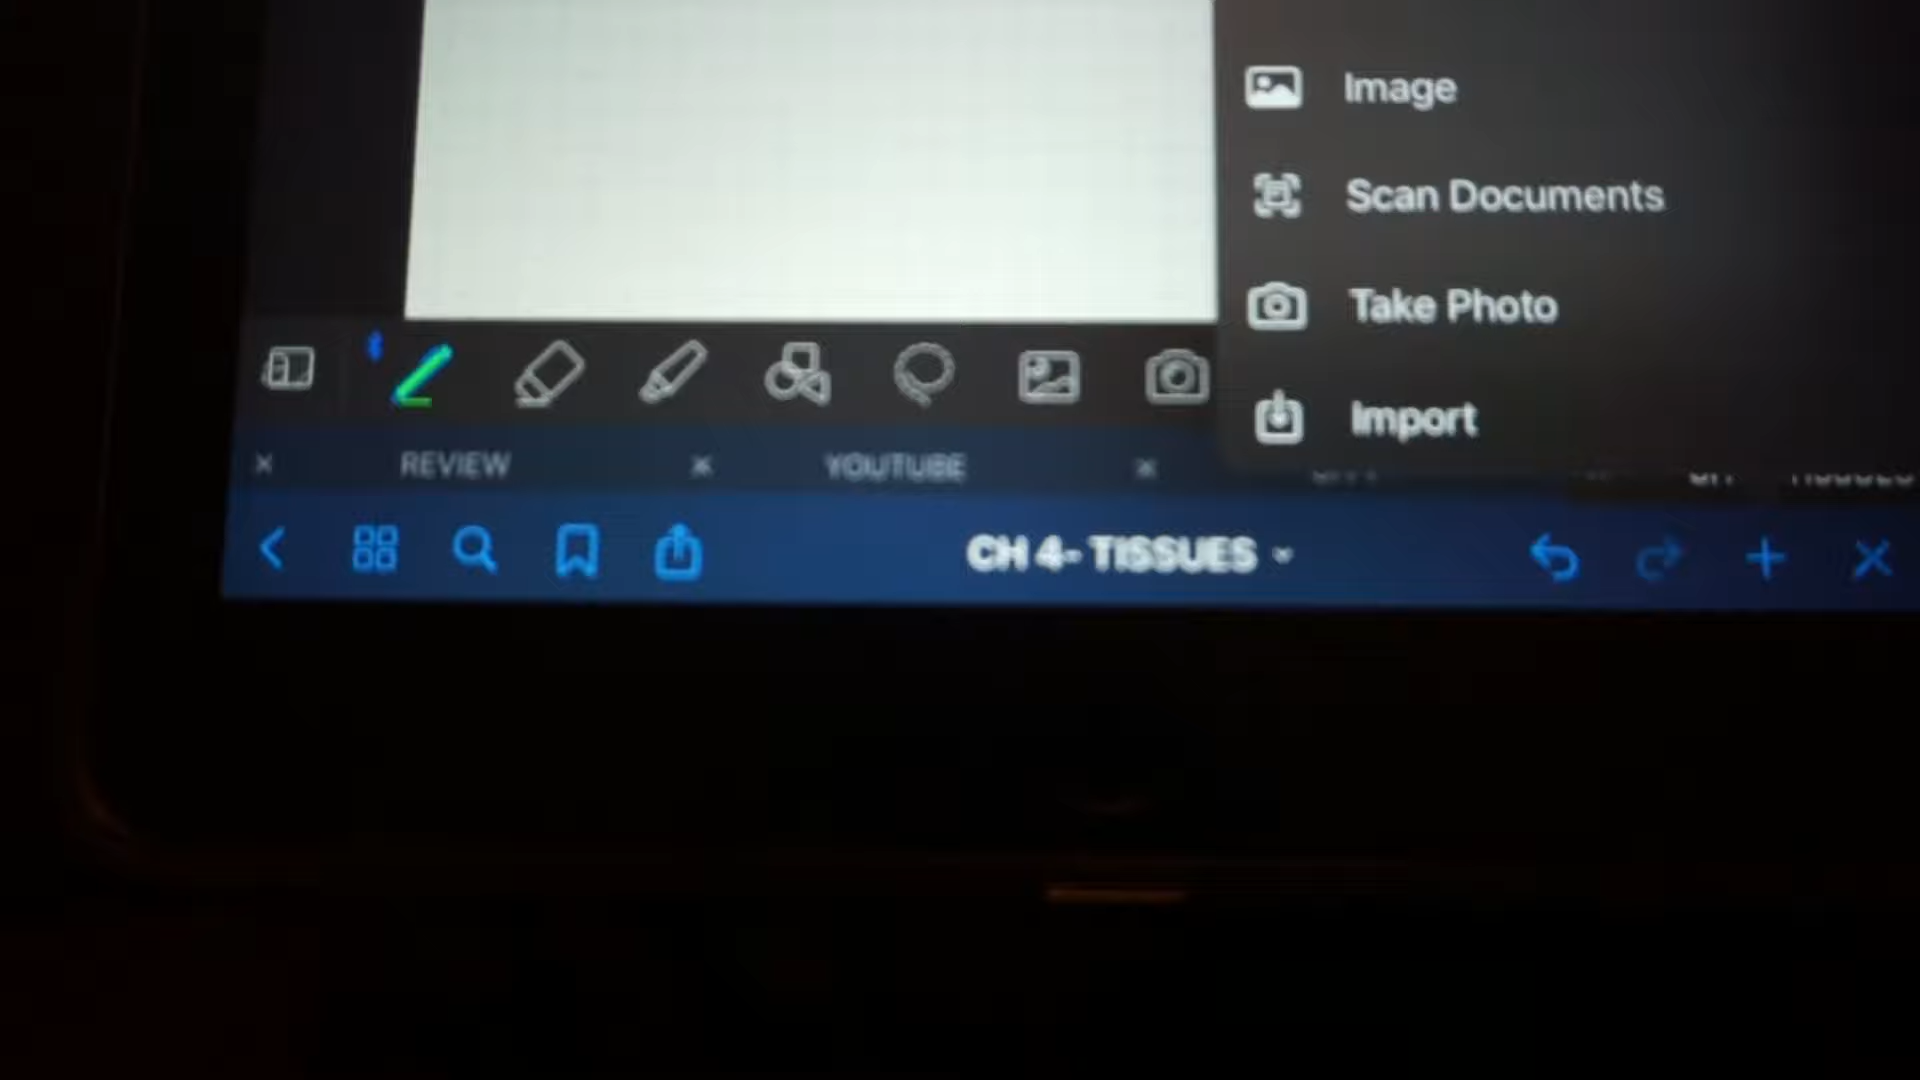 Image
Scan Documents
Take Photo
Import
REVIEW
YOUTUBE
CH 4- TISSUES